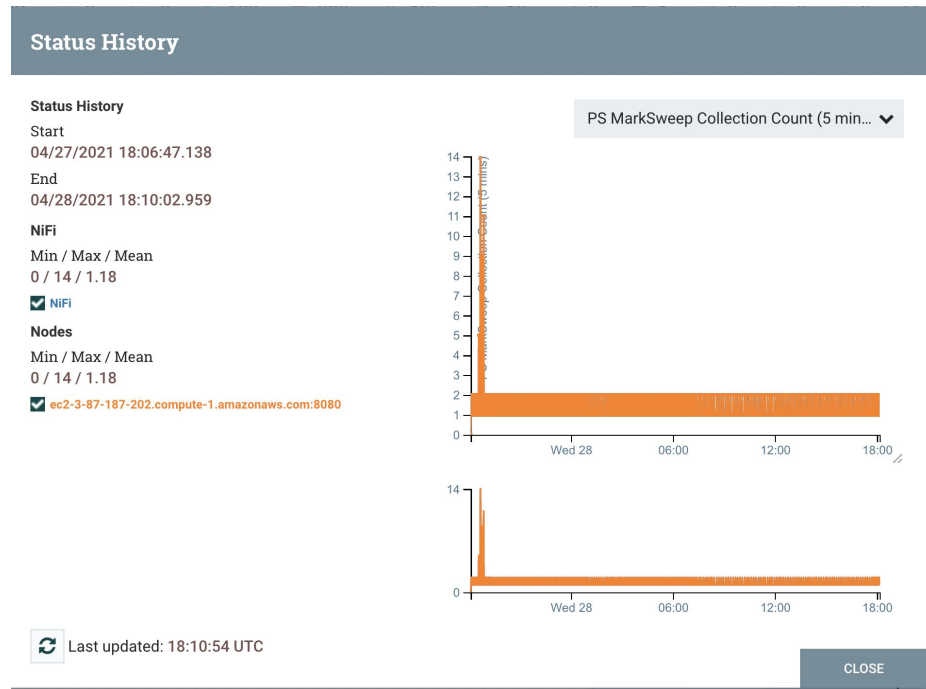 Status History
Status History
Start
04/27/2021 18:06:47.138
End
04/28/2021 18:10:02.959
NiFi
Min / Max / Mean
0 / 14 / 1.18
NiFi
Nodes
Min / Max / Mean
0 / 14 / 1.18
ec2-3-87-187-202.compute-1.amazonaws.com:8080
PS MarkSweep Collection Count (5 min...
14
13
12
11
10
9
8
7
6
5
4
3
2
1
0
Collection Count (5 mins)
Wed 28 06:00 12:00 18:00
14
0
Wed 28 06:00 12:00 18:00
Last updated: 18:10:54 UTC
CLOSE